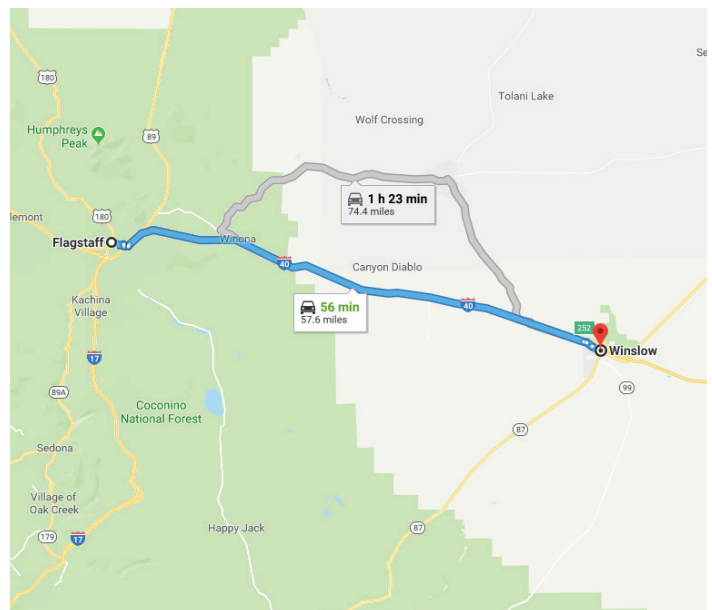 180
Humphreys
Peak
89
Wolf Crossing
Tolani Lake
Se
1 h 23 min
74.4 miles
180
lemont
Flagstaff
Winona
40
Canyon Diablo
56 min
57.6 miles
40
252
Winslow
Kachina
Village
17
99
89A
Coconino
National Forest
87
Sedona
Village of
Oak Creek
179
17
Happy Jack
87